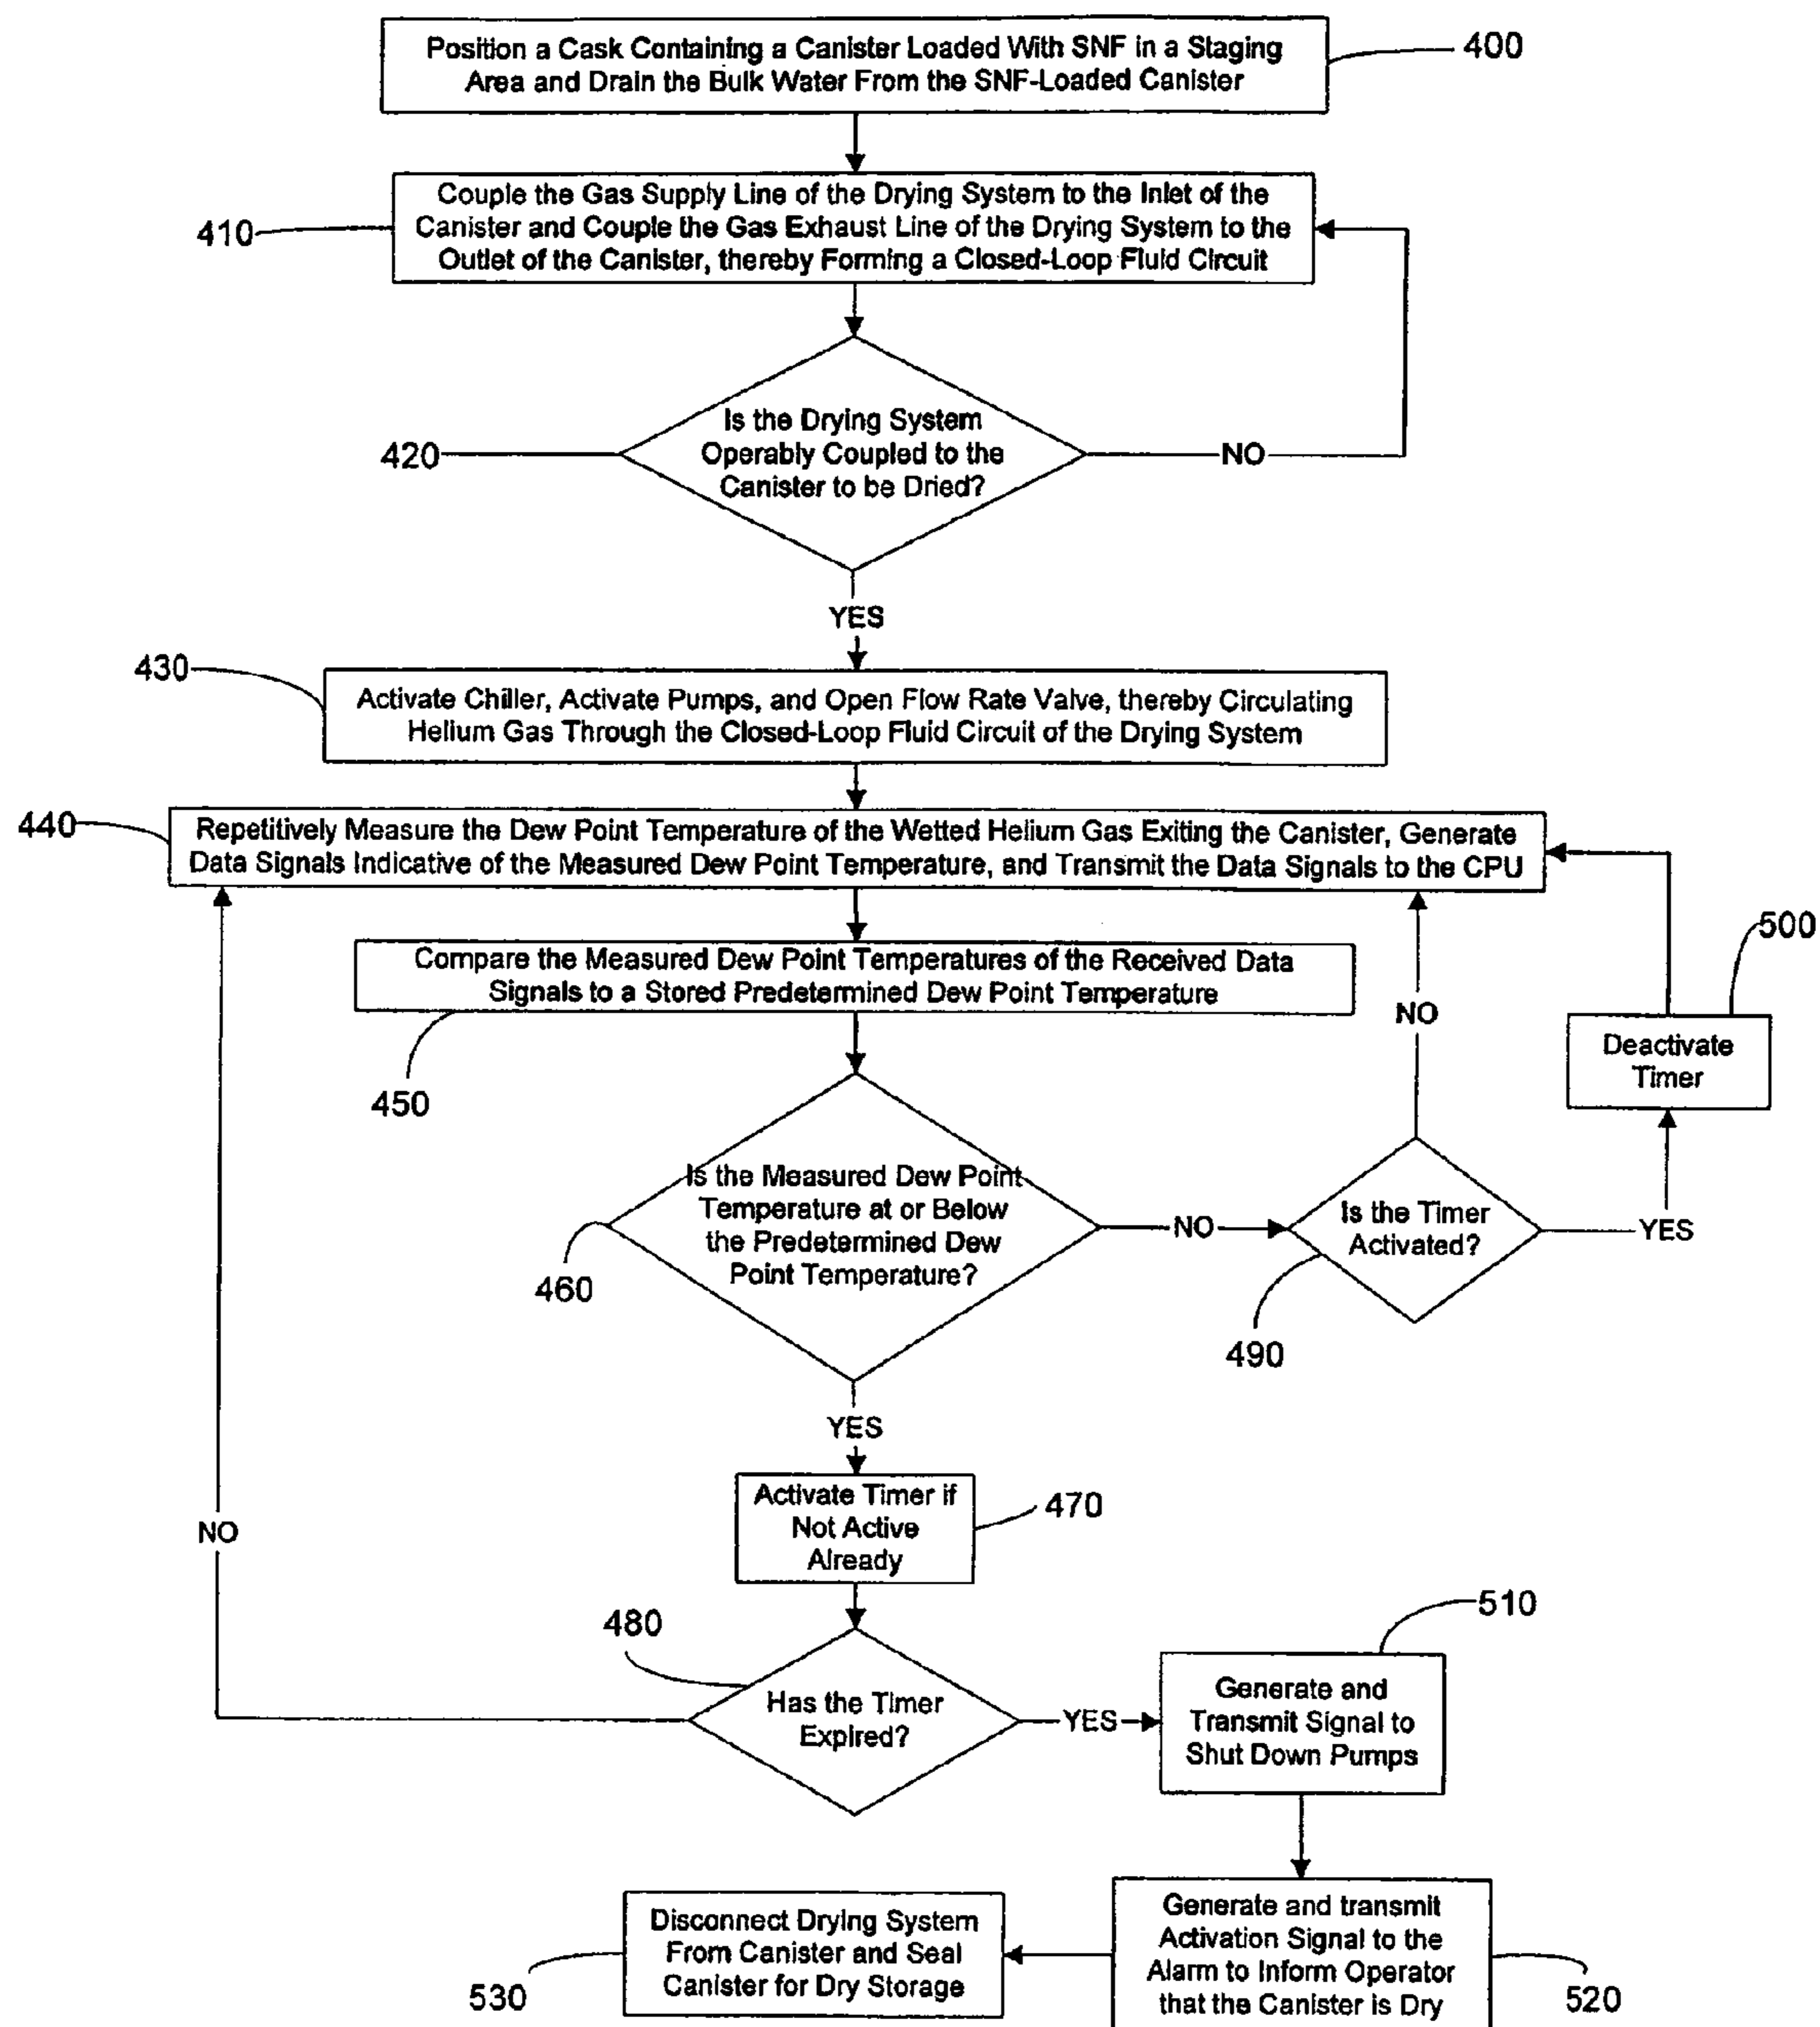 Position a Cask Containing a Canister Loaded With SNF in a Staging
Area and Drain the Bulk Water From the SNF-Loaded Canister
400
Couple the Gas Supply Line of the Drying System to the Inlet of the
Canister and Couple the Gas Exhaust Line of the Drying System to the
Outlet of the Canister, thereby Forming a Closed-Loop Fluid Circuit
410
Is the Drying System
Operably Coupled to the
Canister to be Dried?
420
NO
YES
430
Activate Chiller, Activate Pumps, and Open Flow Rate Valve, thereby Circulating
Helium Gas Through the Closed-Loop Fluid Circuit of the Drying System
440
Repetitively Measure the Dew Point Temperature of the Wetted Helium Gas Exiting the Canister, Generate
Data Signals Indicative of the Measured Dew Point Temperature, and Transmit the Data Signals to the CPU
Compare the Measured Dew Point Temperatures of the Received Data
Signals to a Stored Predetermined Dew Point Temperature
450
NO
500
Deactivate
Timer
Is the Measured Dew Point
Temperature at or Below
the Predetermined Dew
Point Temperature?
460
NO
Is the Timer
Activated?
490
YES
YES
Activate Timer if
Not Active
Already
470
NO
480
Has the Timer
Expired?
YES
510
Generate and
Transmit Signal to
Shut Down Pumps
Generate and transmit
Activation Signal to the
Alarm to Inform Operator
that the Canister is Dry
520
Disconnect Drying System
From Canister and Seal
Canister for Dry Storage
530